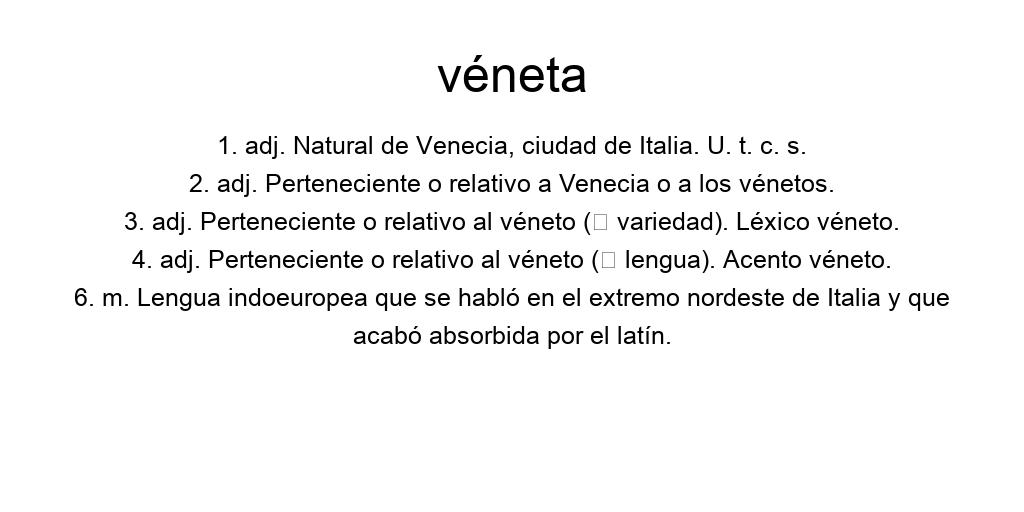 véneta
1. adj. Natural de Venecia, ciudad de Italia. U. t. c. s.
2. adj. Perteneciente o relativo a Venecia o a los vénetos.
3. adj. Perteneciente o relativo al véneto (□ variedad). Léxico véneto.
4. adj. Perteneciente o relativo al véneto (□ lengua). Acento véneto.
6. m. Lengua indoeuropea que se habló en el extremo nordeste de Italia y que
acabó absorbida por el latín.